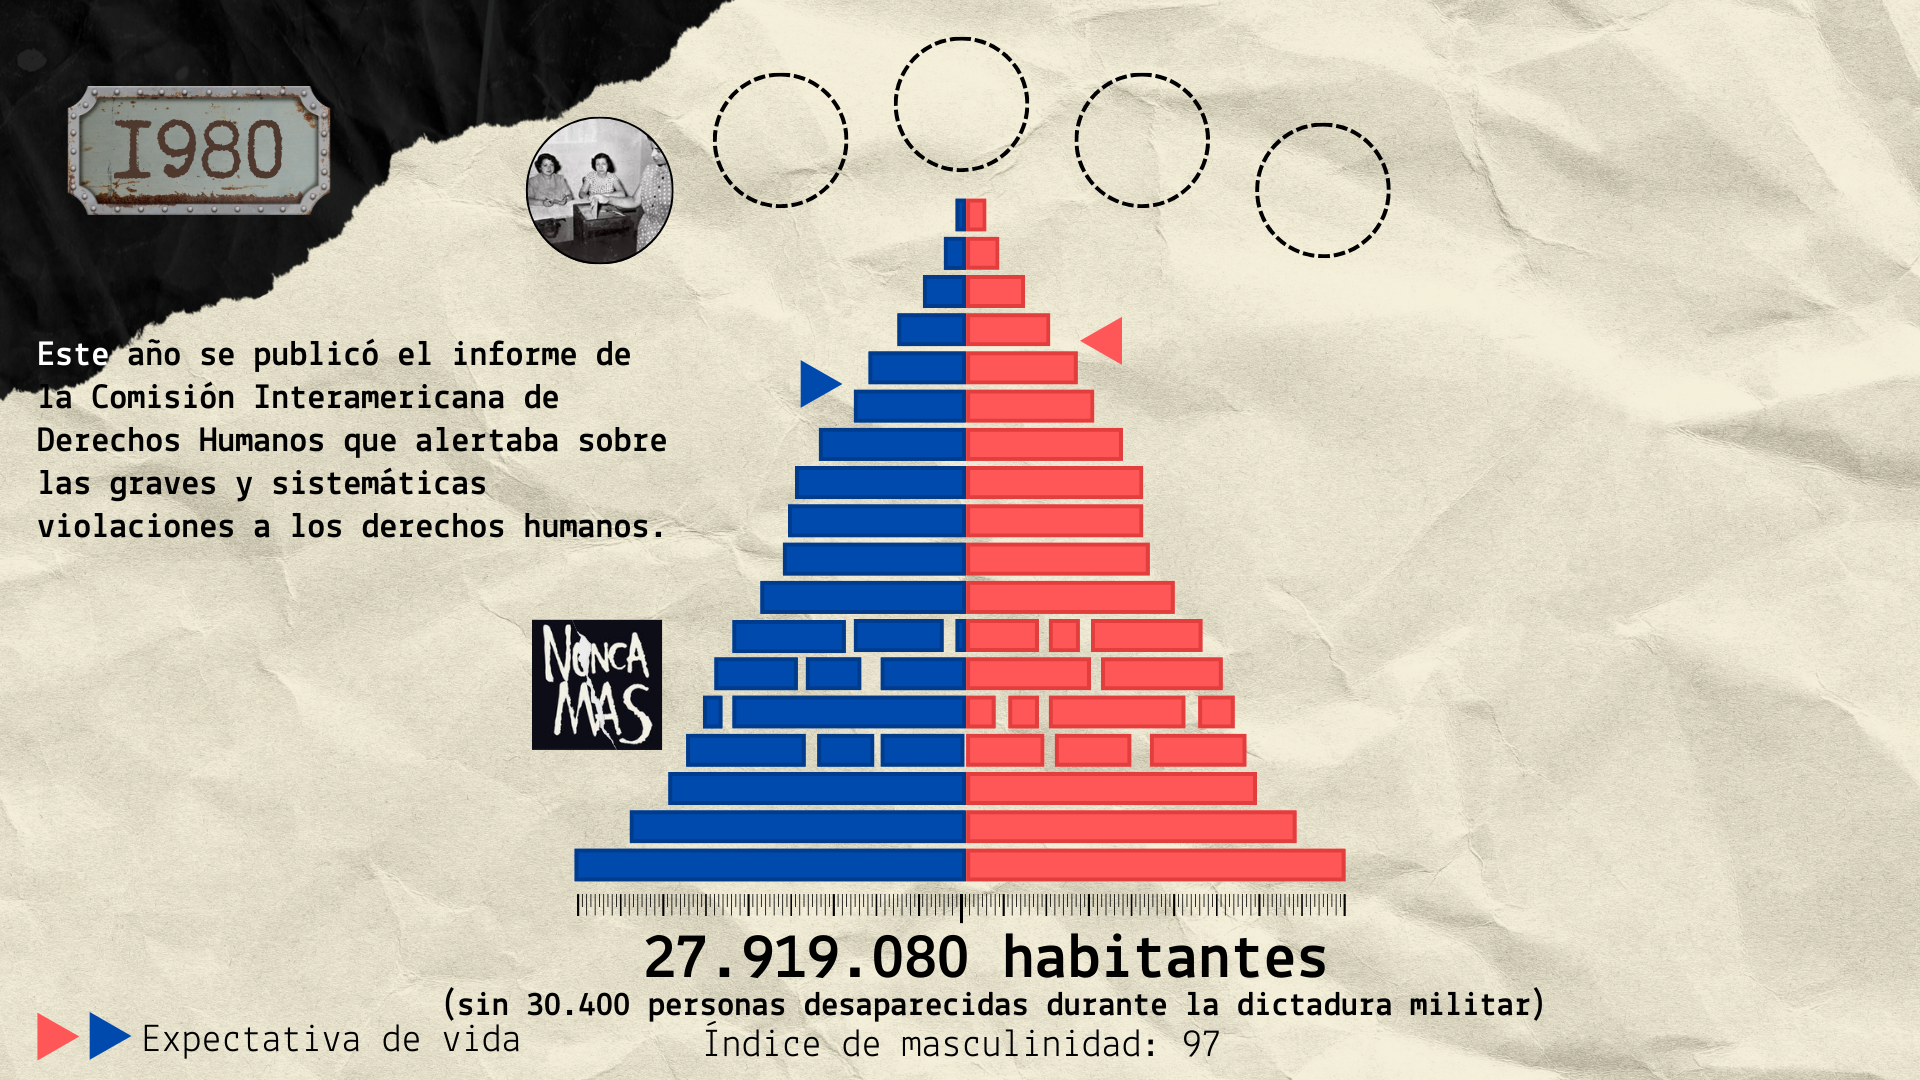 1980
Este año se publicó el informe de
la Comisión Interamericana de
Derechos Humanos que alertaba sobre
las graves y sistemáticas
violaciones a los derechos humanos.
NUNCA
MAS
27.919.080 habitantes
(sin 30.400 personas desaparecidas durante la dictadura militar)
Expectativa de vida
Índice de masculinidad: 97